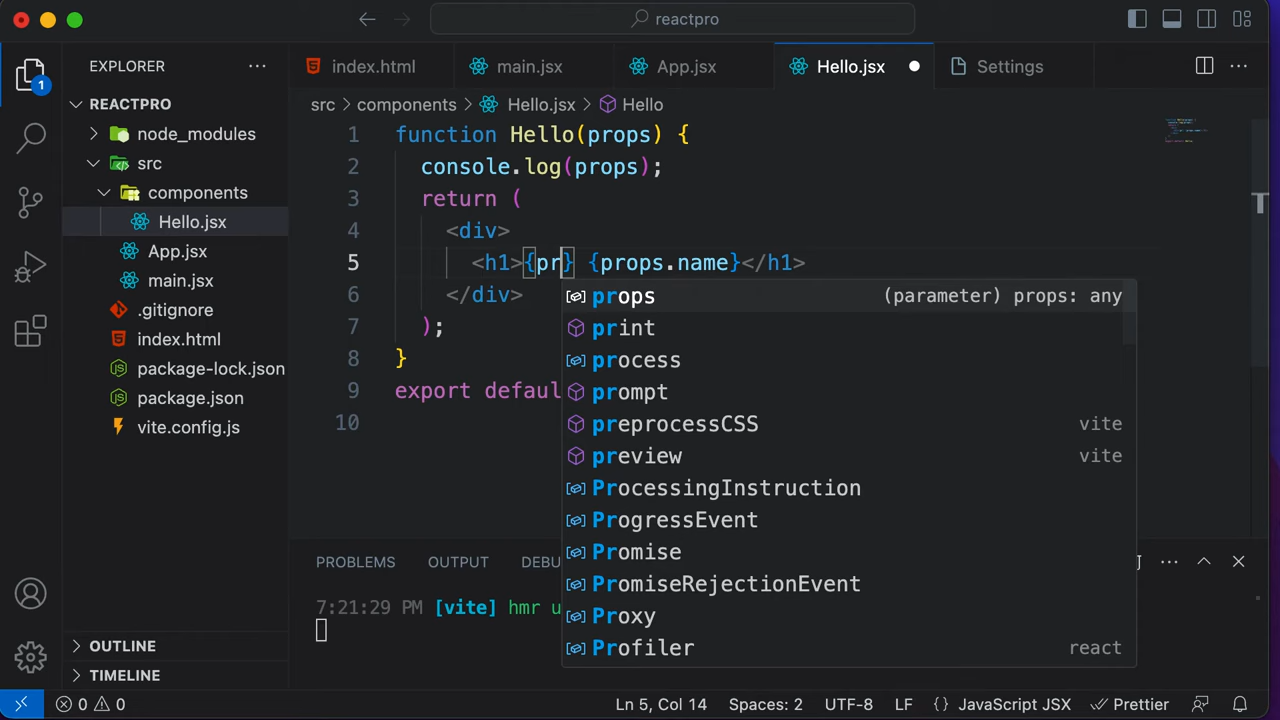 reactpro
EXPLORER
index.html
main.jsx
App.jsx
Hello.jsx
Settings
1
REACTPRO
src > components > Hello.jsx > Hello
node_modules
src
components
Hello.jsx
App.jsx
main.jsx
.gitignore
index.html
package-lock.json
package.json
vite.config.js
OUTLINE
TIMELINE
1 function Hello(props) {
2 console.log(props);
3 return (
4 <div>
5 <h1>{pr} {props.name}</h1>
6 </div>
7 );
8 }
9 export defaul
10
props (parameter) props: any
print
process
prompt
preprocessCSS vite
preview vite
ProcessingInstruction
ProgressEvent
Promise
PromiseRejectionEvent
Proxy
Profiler react
PROBLEMS OUTPUT DEBU
7:21:29 PM [vite] hmr u
0 0
Ln 5, Col 14
Spaces: 2
UTF-8
LF
{} JavaScript JSX
Prettier